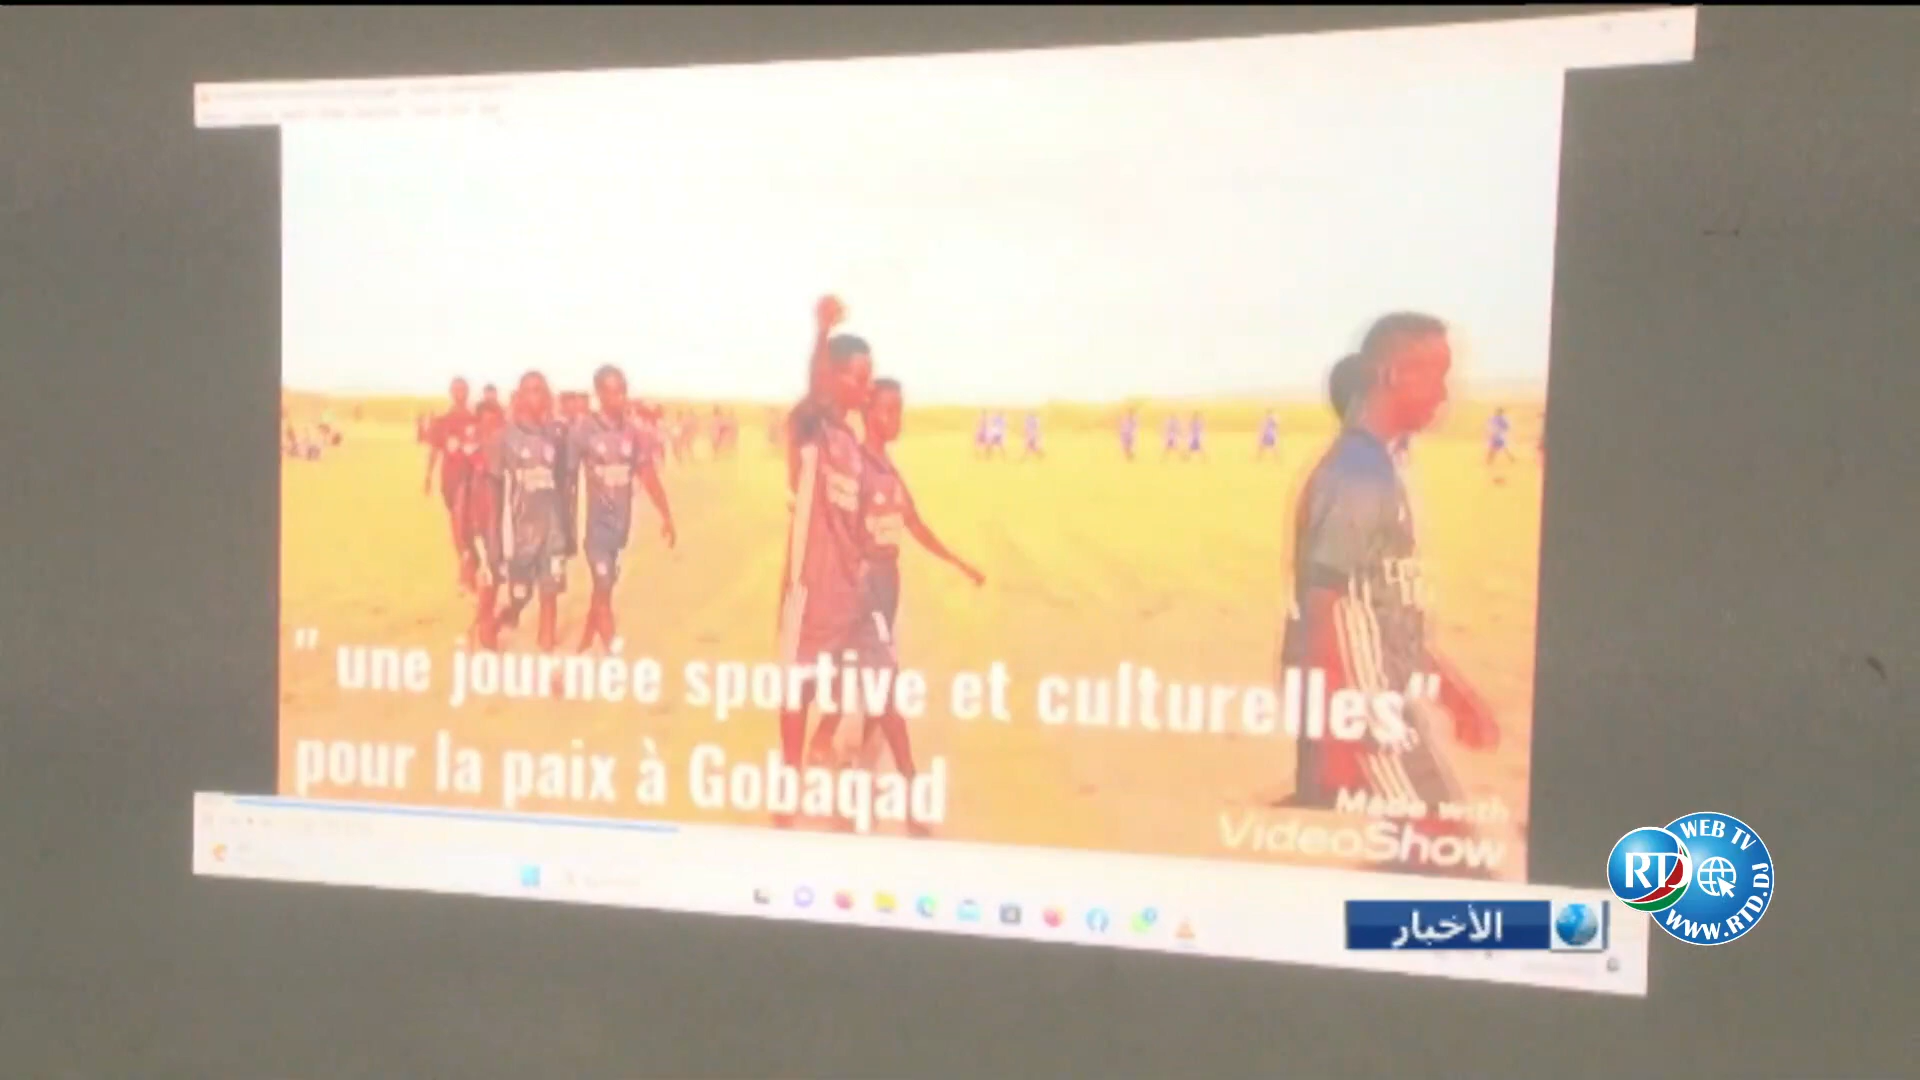 " une journée sportive et culturelles"
pour la paix à Gobaqad
Made with
VideoShow
الأخبار
RTD
WEB TV
WWW.RTD.DJ